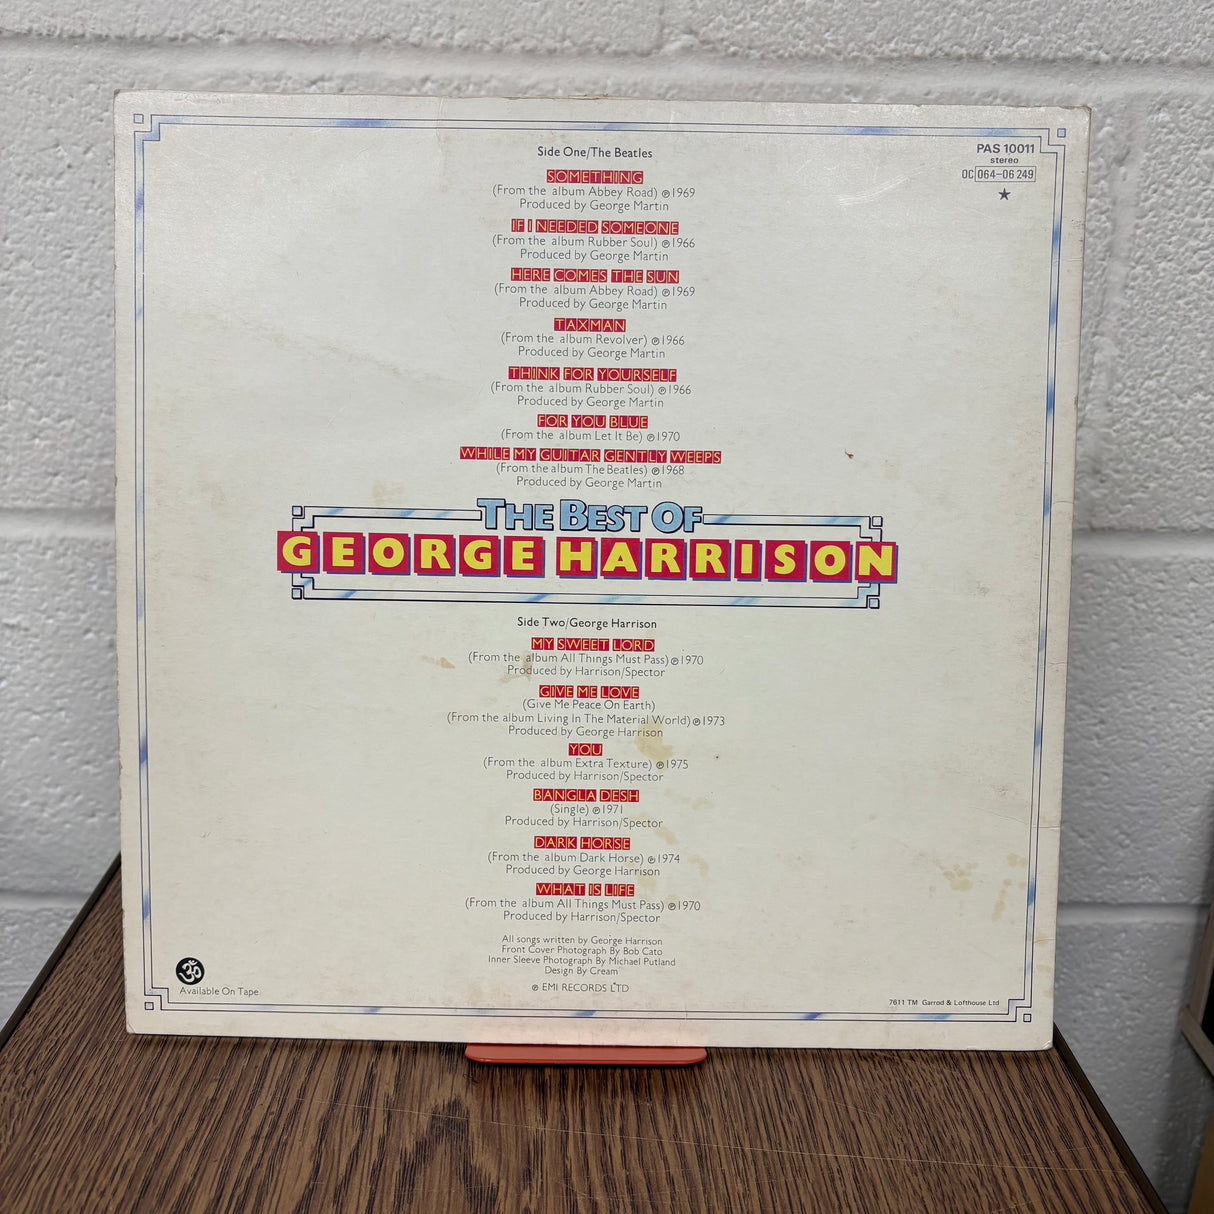 PAS 10011
stereo
OC 064-06 249
★
Side One/The Beatles
SOMETHING
(From the album Abbey Road) ℗1969
Produced by George Martin
IF I NEEDED SOMEONE
(From the album Rubber Soul) ℗1966
Produced by George Martin
HERE COMES THE SUN
(From the album Abbey Road) ℗1969
Produced by George Martin
TAXMAN
(From the album Revolver) ℗1966
Produced by George Martin
THINK FOR YOURSELF
(From the album Rubber Soul) ℗1966
Produced by George Martin
FOR YOU BLUE
(From the album Let It Be) ℗1970
WHILE MY GUITAR GENTLY WEEPS
(From the album The Beatles) ℗1968
Produced by George Martin
THE BEST OF
GEORGE HARRISON
Side Two/George Harrison
MY SWEET LORD
(From the album All Things Must Pass) ℗1970
Produced by Harrison/Spector
GIVE ME LOVE
(Give Me Peace On Earth)
(From the album Living In The Material World) ℗1973
Produced by George Harrison
YOU
(From the album Extra Texture) ℗1975
Produced by Harrison/Spector
BANGLA DESH
(Single) ℗1971
Produced by Harrison/Spector
DARK HORSE
(From the album Dark Horse) ℗1974
Produced by George Harrison
WHAT IS LIFE
(From the album All Things Must Pass) ℗1970
Produced by Harrison/Spector
All songs written by George Harrison
Front Cover Photograph By Bob Cato
Inner Sleeve Photograph By Michael Putland
Design By Cream
℗ EMI RECORDS LTD
ॐ
Available On Tape
7611 TM Garrod & Lofthouse Ltd